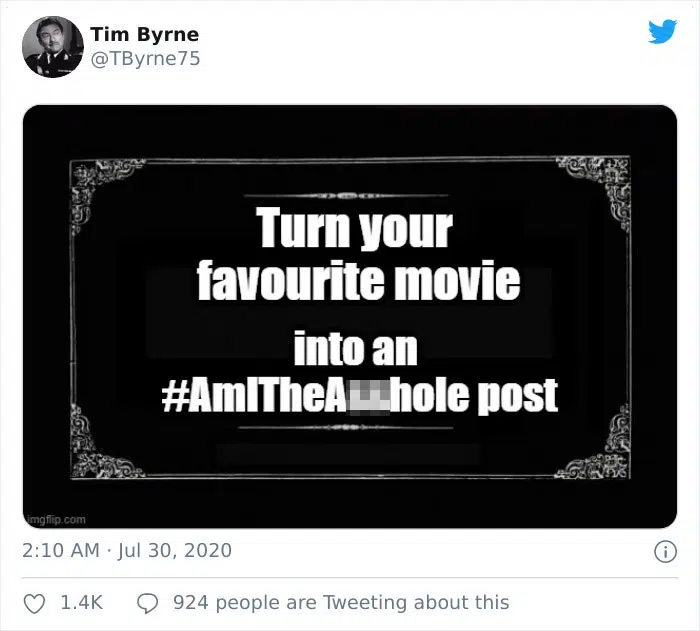 Tim Byrne
@TByrne75
Turn your
favourite movie
into an
#AmITheA hole post
imgflip.com
2:10 AM · Jul 30, 2020
1.4K
924 people are Tweeting about this